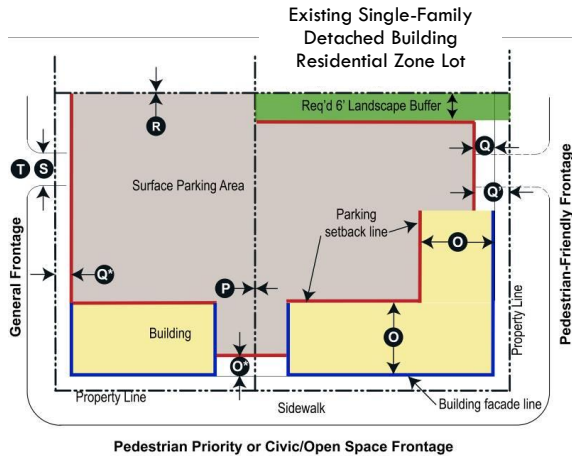 Existing Single-Family
Detached Building
Residential Zone Lot
Req'd 6' Landscape Buffer
R
Q
T S
Surface Parking Area
Q*
Parking
setback line
O
General Frontage
Pedestrian-Friendly Frontage
Q*
P
Property Line
Building
O
O*
Property Line
Sidewalk
Building facade line
Pedestrian Priority or Civic/Open Space Frontage